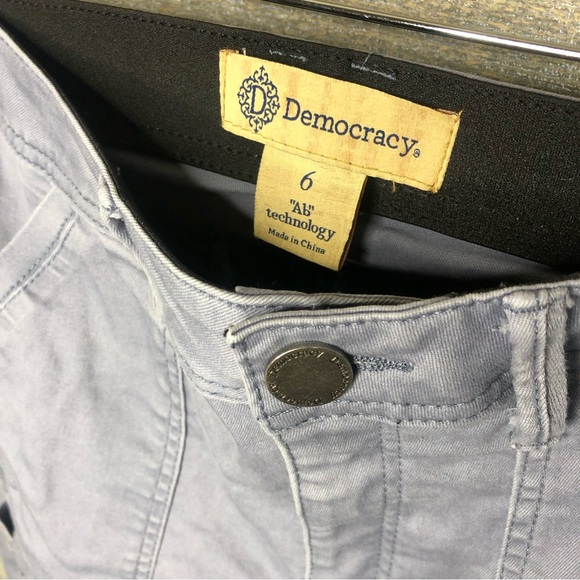 D Democracy®
6
"Ab"
technology
Made in China